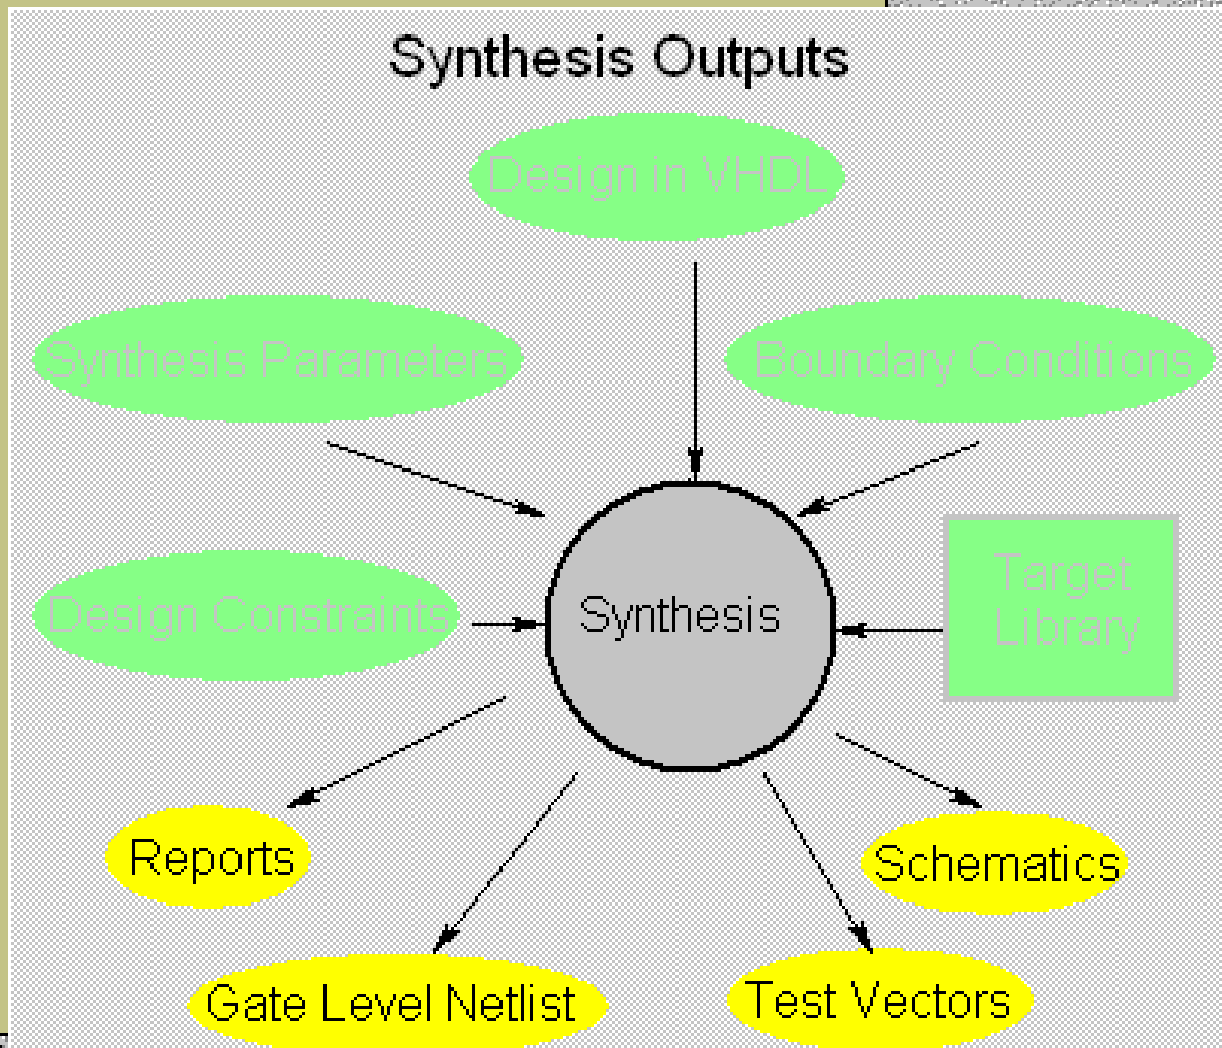 Synthesis Outputs
Design in VHDL
Synthesis Parameters
Boundary Conditions
Design Constraints
Synthesis
Target
Library
Reports
Schematics
Gate Level Netlist
Test Vectors